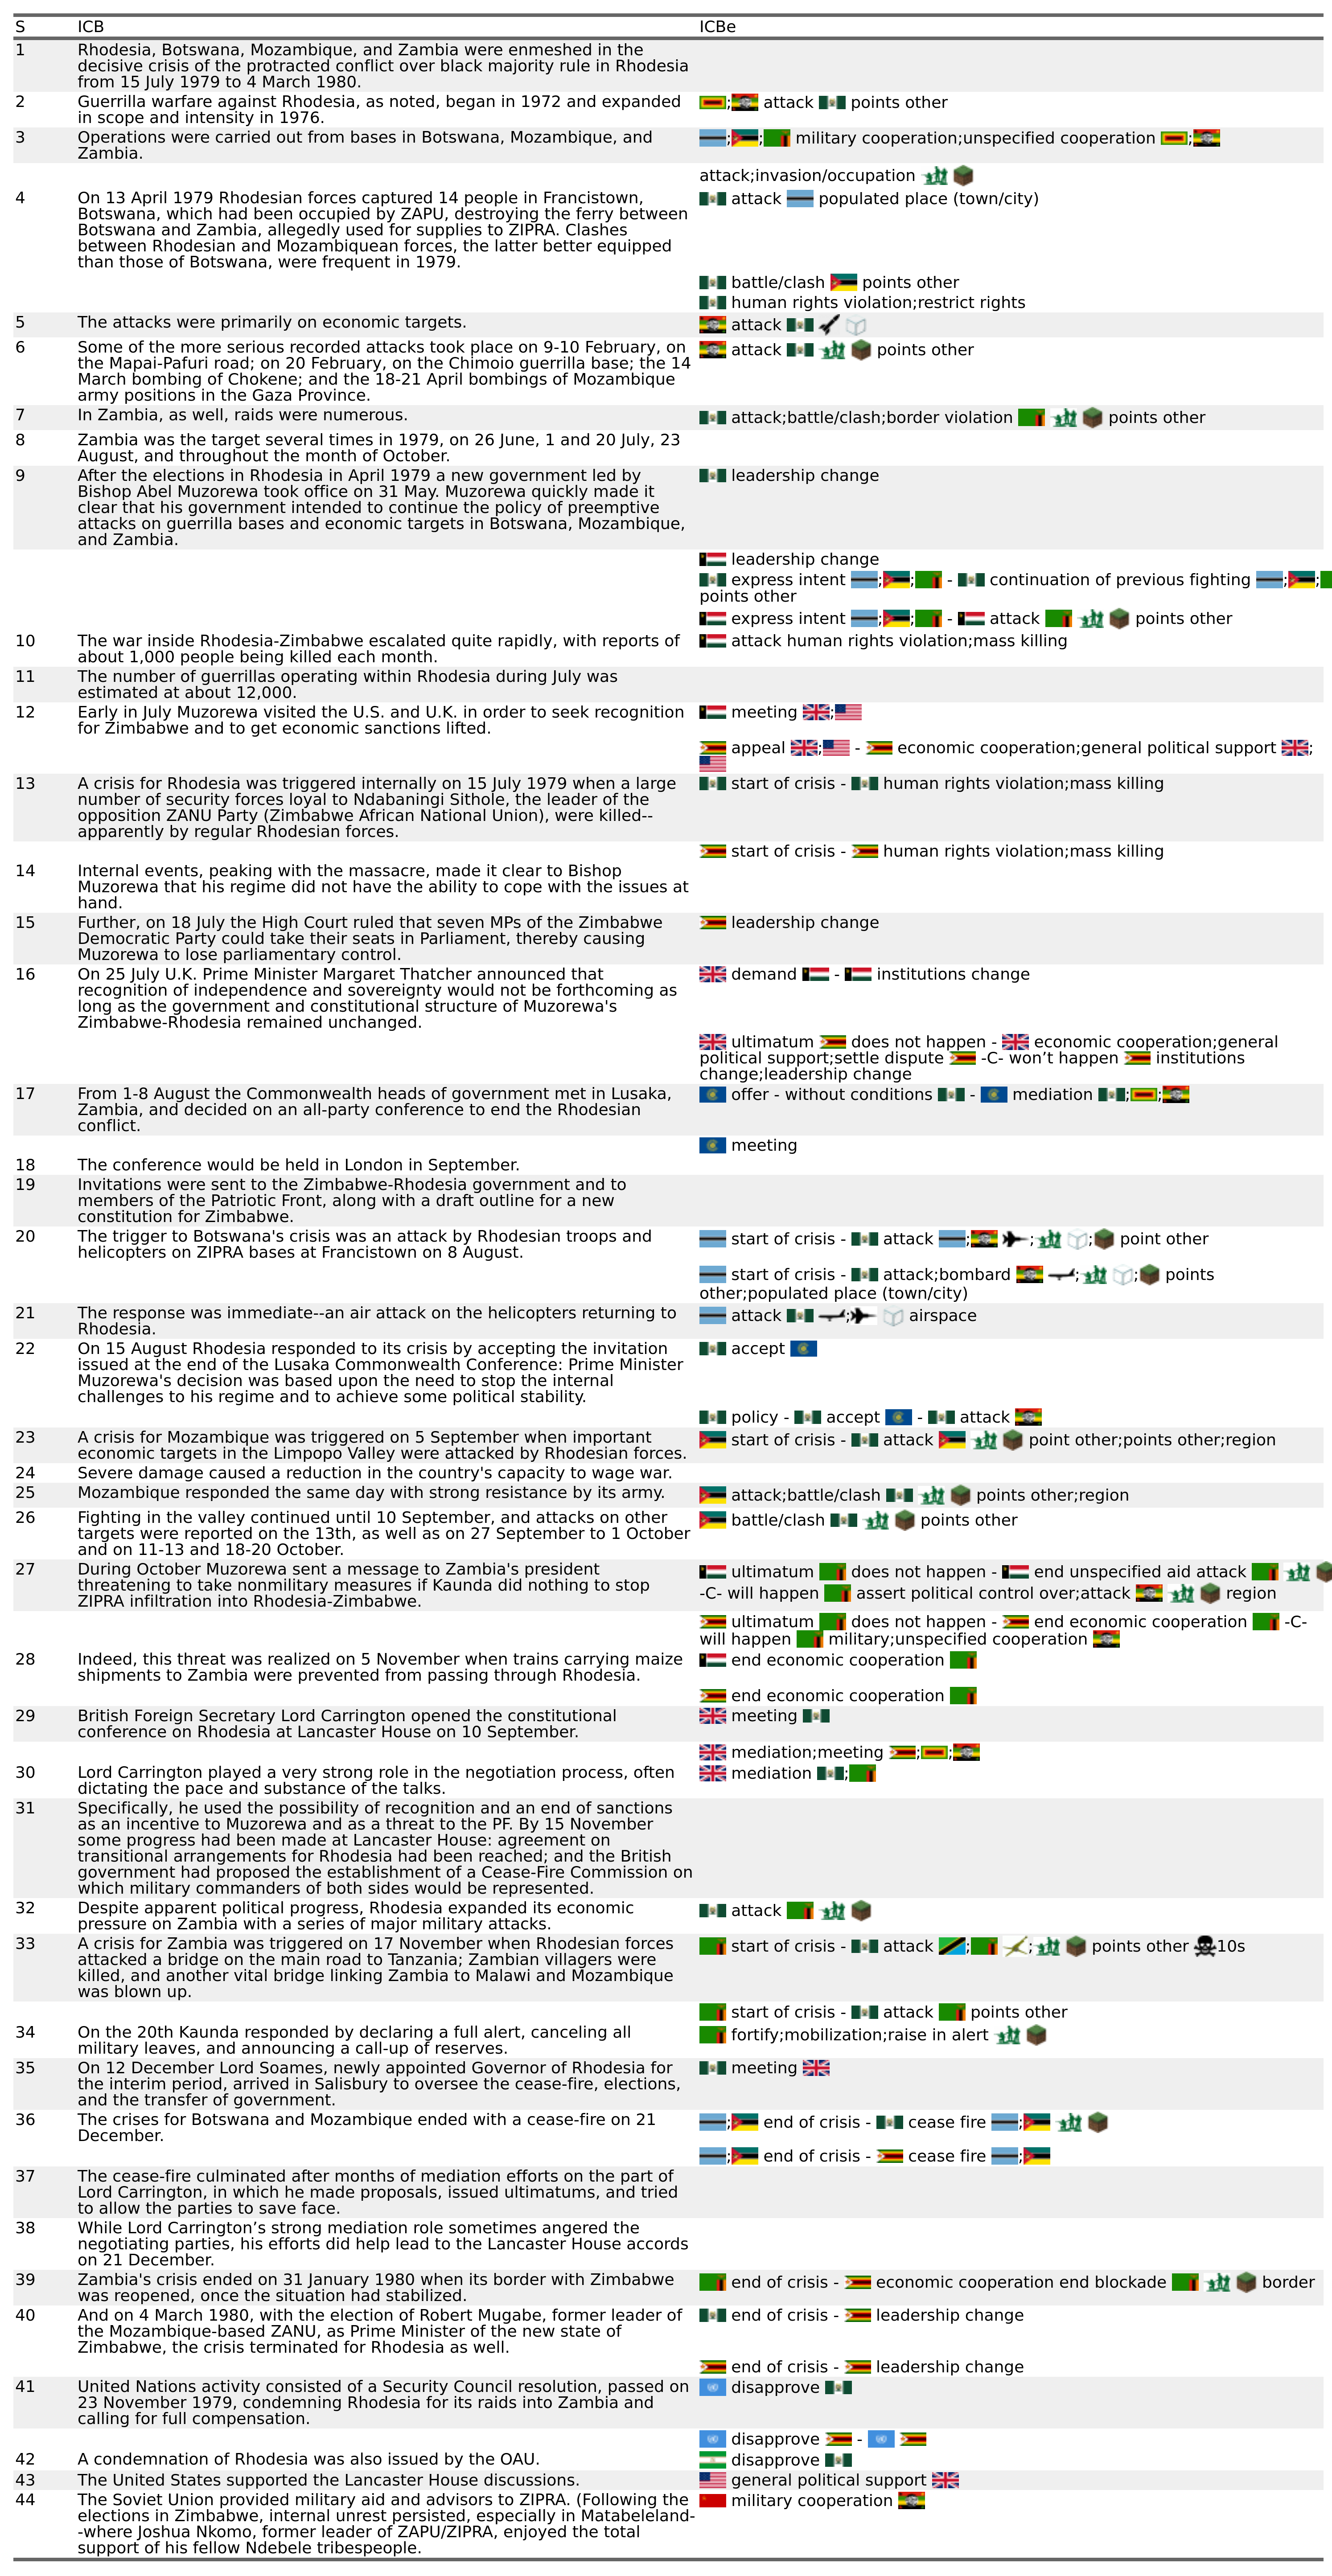 S ICB ICBe
1 Rhodesia, Botswana, Mozambique, and Zambia were enmeshed in the
decisive crisis of the protracted conflict over black majority rule in Rhodesia
from 15 July 1979 to 4 March 1980.
2 Guerrilla warfare against Rhodesia, as noted, began in 1972 and expanded
in scope and intensity in 1976.
; attack points other
3 Operations were carried out from bases in Botswana, Mozambique, and
Zambia.
; ; military cooperation;unspecified cooperation ;
attack;invasion/occupation
4 On 13 April 1979 Rhodesian forces captured 14 people in Francistown,
Botswana, which had been occupied by ZAPU, destroying the ferry between
Botswana and Zambia, allegedly used for supplies to ZIPRA. Clashes
between Rhodesian and Mozambiquean forces, the latter better equipped
than those of Botswana, were frequent in 1979.
attack populated place (town/city)
battle/clash points other
human rights violation;restrict rights
5 The attacks were primarily on economic targets.
attack
6 Some of the more serious recorded attacks took place on 9-10 February, on
the Mapai-Pafuri road; on 20 February, on the Chimoio guerrilla base; the 14
March bombing of Chokene; and the 18-21 April bombings of Mozambique
army positions in the Gaza Province.
attack points other
7 In Zambia, as well, raids were numerous.
attack;battle/clash;border violation points other
8 Zambia was the target several times in 1979, on 26 June, 1 and 20 July, 23
August, and throughout the month of October.
9 After the elections in Rhodesia in April 1979 a new government led by
Bishop Abel Muzorewa took office on 31 May. Muzorewa quickly made it
clear that his government intended to continue the policy of preemptive
attacks on guerrilla bases and economic targets in Botswana, Mozambique,
and Zambia.
leadership change
leadership change
express intent ; ; - continuation of previous fighting ; ;
points other
express intent ; ; - attack points other
10 The war inside Rhodesia-Zimbabwe escalated quite rapidly, with reports of
about 1,000 people being killed each month.
attack human rights violation;mass killing
11 The number of guerrillas operating within Rhodesia during July was
estimated at about 12,000.
12 Early in July Muzorewa visited the U.S. and U.K. in order to seek recognition
for Zimbabwe and to get economic sanctions lifted.
meeting ;
appeal ; - economic cooperation;general political support ;
13 A crisis for Rhodesia was triggered internally on 15 July 1979 when a large
number of security forces loyal to Ndabaningi Sithole, the leader of the
opposition ZANU Party (Zimbabwe African National Union), were killed--
apparently by regular Rhodesian forces.
start of crisis - human rights violation;mass killing
start of crisis - human rights violation;mass killing
14 Internal events, peaking with the massacre, made it clear to Bishop
Muzorewa that his regime did not have the ability to cope with the issues at
hand.
15 Further, on 18 July the High Court ruled that seven MPs of the Zimbabwe
Democratic Party could take their seats in Parliament, thereby causing
Muzorewa to lose parliamentary control.
leadership change
16 On 25 July U.K. Prime Minister Margaret Thatcher announced that
recognition of independence and sovereignty would not be forthcoming as
long as the government and constitutional structure of Muzorewa's
Zimbabwe-Rhodesia remained unchanged.
demand - institutions change
ultimatum does not happen - economic cooperation;general
political support;settle dispute -C- won't happen institutions
change;leadership change
17 From 1-8 August the Commonwealth heads of government met in Lusaka,
Zambia, and decided on an all-party conference to end the Rhodesian
conflict.
offer - without conditions - mediation ; ;
meeting
18 The conference would be held in London in September.
19 Invitations were sent to the Zimbabwe-Rhodesia government and to
members of the Patriotic Front, along with a draft outline for a new
constitution for Zimbabwe.
20 The trigger to Botswana's crisis was an attack by Rhodesian troops and
helicopters on ZIPRA bases at Francistown on 8 August.
start of crisis - attack ; ; ; point other
start of crisis - attack;bombard ; ; points
other;populated place (town/city)
21 The response was immediate--an air attack on the helicopters returning to
Rhodesia.
attack ; airspace
22 On 15 August Rhodesia responded to its crisis by accepting the invitation
issued at the end of the Lusaka Commonwealth Conference: Prime Minister
Muzorewa's decision was based upon the need to stop the internal
challenges to his regime and to achieve some political stability.
accept
policy - accept - attack
23 A crisis for Mozambique was triggered on 5 September when important
economic targets in the Limpopo Valley were attacked by Rhodesian forces.
start of crisis - attack point other;points other;region
24 Severe damage caused a reduction in the country's capacity to wage war.
25 Mozambique responded the same day with strong resistance by its army.
attack;battle/clash points other;region
26 Fighting in the valley continued until 10 September, and attacks on other
targets were reported on the 13th, as well as on 27 September to 1 October
and on 11-13 and 18-20 October.
battle/clash points other
27 During October Muzorewa sent a message to Zambia's president
threatening to take nonmilitary measures if Kaunda did nothing to stop
ZIPRA infiltration into Rhodesia-Zimbabwe.
ultimatum does not happen - end unspecified aid attack
-C- will happen assert political control over;attack region
ultimatum does not happen - end economic cooperation -C-
will happen military;unspecified cooperation
28 Indeed, this threat was realized on 5 November when trains carrying maize
shipments to Zambia were prevented from passing through Rhodesia.
end economic cooperation
end economic cooperation
29 British Foreign Secretary Lord Carrington opened the constitutional
conference on Rhodesia at Lancaster House on 10 September.
meeting
mediation;meeting ; ;
30 Lord Carrington played a very strong role in the negotiation process, often
dictating the pace and substance of the talks.
mediation ;
31 Specifically, he used the possibility of recognition and an end of sanctions
as an incentive to Muzorewa and as a threat to the PF. By 15 November
some progress had been made at Lancaster House: agreement on
transitional arrangements for Rhodesia had been reached; and the British
government had proposed the establishment of a Cease-Fire Commission on
which military commanders of both sides would be represented.
32 Despite apparent political progress, Rhodesia expanded its economic
pressure on Zambia with a series of major military attacks.
attack
33 A crisis for Zambia was triggered on 17 November when Rhodesian forces
attacked a bridge on the main road to Tanzania; Zambian villagers were
killed, and another vital bridge linking Zambia to Malawi and Mozambique
was blown up.
start of crisis - attack ; ; points other 10s
start of crisis - attack points other
34 On the 20th Kaunda responded by declaring a full alert, canceling all
military leaves, and announcing a call-up of reserves.
fortify;mobilization;raise in alert
35 On 12 December Lord Soames, newly appointed Governor of Rhodesia for
the interim period, arrived in Salisbury to oversee the cease-fire, elections,
and the transfer of government.
meeting
36 The crises for Botswana and Mozambique ended with a cease-fire on 21
December.
; end of crisis - cease fire ;
; end of crisis - cease fire ;
37 The cease-fire culminated after months of mediation efforts on the part of
Lord Carrington, in which he made proposals, issued ultimatums, and tried
to allow the parties to save face.
38 While Lord Carrington’s strong mediation role sometimes angered the
negotiating parties, his efforts did help lead to the Lancaster House accords
on 21 December.
39 Zambia's crisis ended on 31 January 1980 when its border with Zimbabwe
was reopened, once the situation had stabilized.
end of crisis - economic cooperation end blockade border
40 And on 4 March 1980, with the election of Robert Mugabe, former leader of
the Mozambique-based ZANU, as Prime Minister of the new state of
Zimbabwe, the crisis terminated for Rhodesia as well.
end of crisis - leadership change
end of crisis - leadership change
41 United Nations activity consisted of a Security Council resolution, passed on
23 November 1979, condemning Rhodesia for its raids into Zambia and
calling for full compensation.
disapprove
disapprove -
42 A condemnation of Rhodesia was also issued by the OAU.
disapprove
43 The United States supported the Lancaster House discussions.
general political support
44 The Soviet Union provided military aid and advisors to ZIPRA. (Following the
elections in Zimbabwe, internal unrest persisted, especially in Matabeleland-
-where Joshua Nkomo, former leader of ZAPU/ZIPRA, enjoyed the total
support of his fellow Ndebele tribespeople.
military cooperation